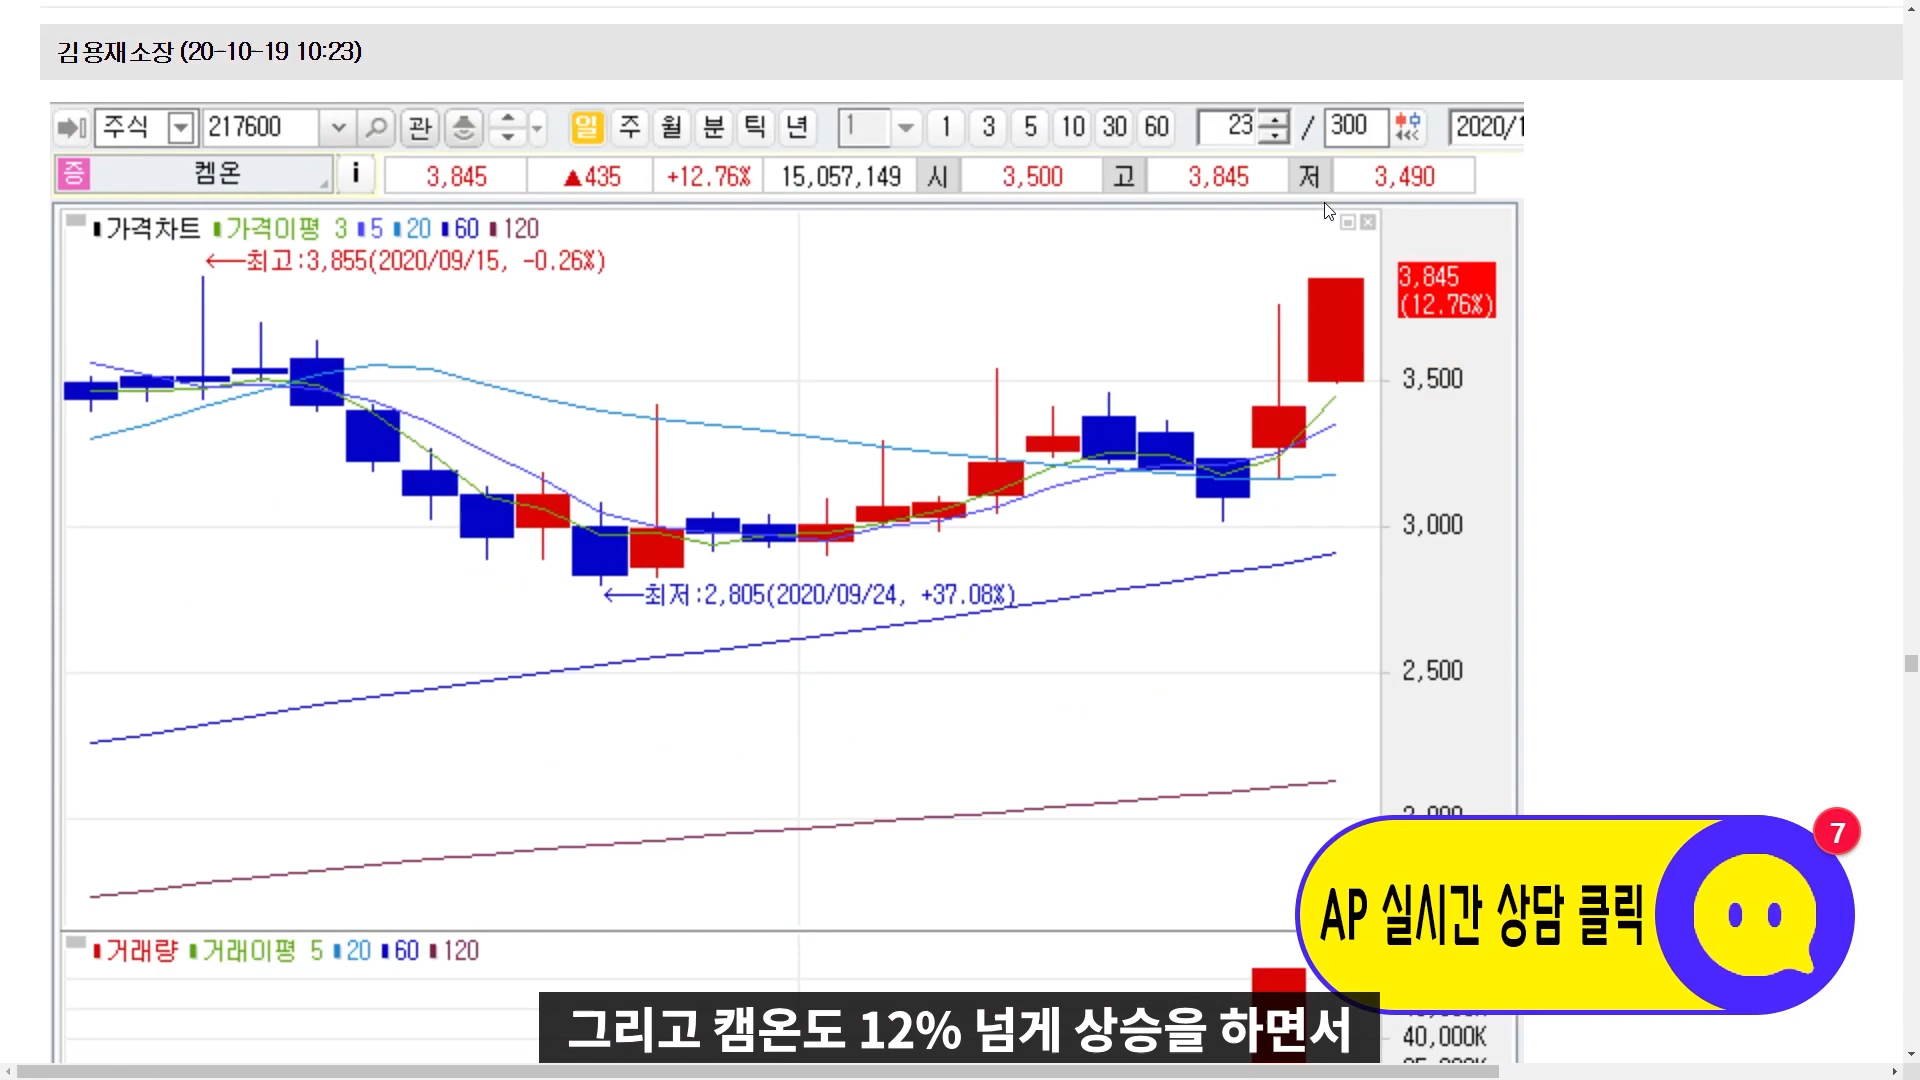 김용재소장 (20-10-19 10:23)
주식 217600 관 일 주 월 분 틱 년 1 1 3 5 10 30 60 23 / 300 2020/1
증 켐온 i 3,845 ▲435 +12.76% 15,057,149 시 3,500 고 3,845 저 3,490
가격차트 가격이평 3 5 20 60 120
←최고:3,855(2020/09/15, -0.26%)
3,845
(12.76%)
3,500
3,000
←최저:2,805(2020/09/24, +37.08%)
2,500
7
AP 실시간 상담 클릭
거래량 거래이평 5 20 60 120
그리고 캠온도 12% 넘게 상승을 하면서
40,000K